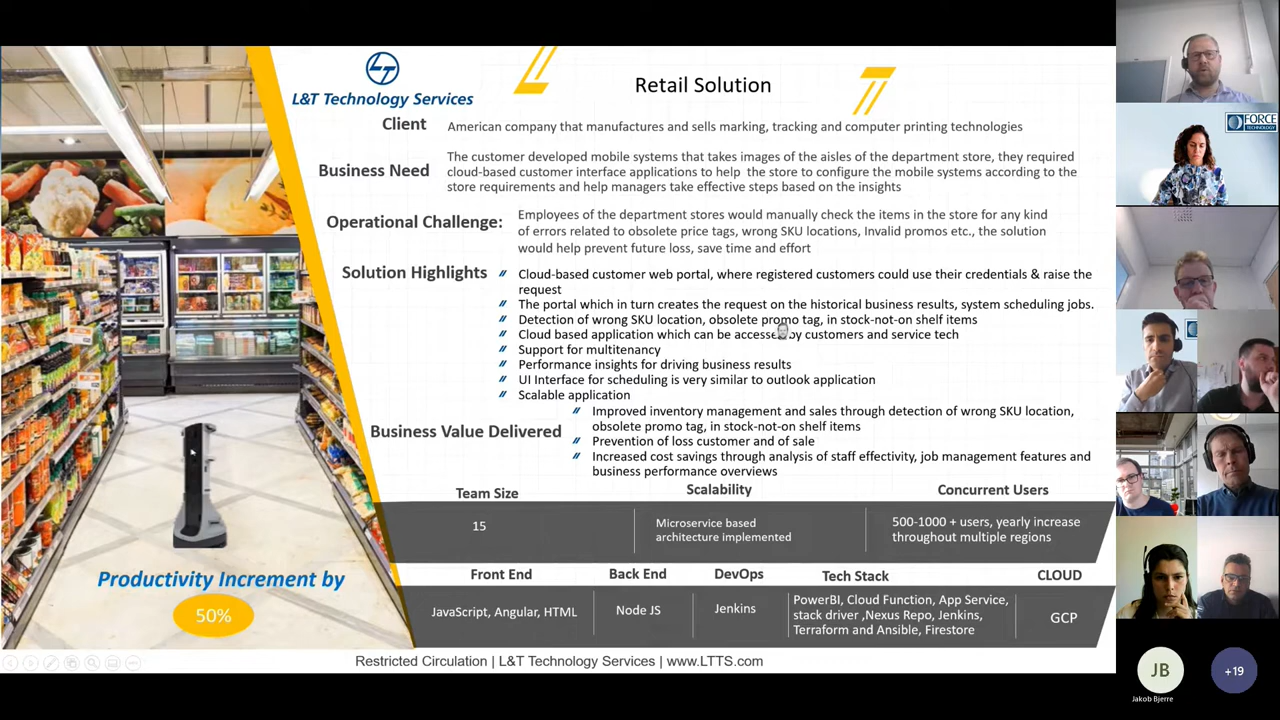 L&T Technology Services
Retail Solution
Client
American company that manufactures and sells marking, tracking and computer printing technologies
Business Need
The customer developed mobile systems that takes images of the aisles of the department store, they required
cloud-based customer interface applications to help the store to configure the mobile systems according to the
store requirements and help managers take effective steps based on the insights
Operational Challenge:
Employees of the department stores would manually check the items in the store for any kind
of errors related to obsolete price tags, wrong SKU locations, Invalid promos etc., the solution
would help prevent future loss, save time and effort
Solution Highlights
Cloud-based customer web portal, where registered customers could use their credentials & raise the
request
The portal which in turn creates the request on the historical business results, system scheduling jobs.
Detection of wrong SKU location, obsolete promo tag, in stock-not-on shelf items
Cloud based application which can be accessed by customers and service tech
Support for multitenancy
Performance insights for driving business results
UI Interface for scheduling is very similar to outlook application
Scalable application
Business Value Delivered
Improved inventory management and sales through detection of wrong SKU location,
obsolete promo tag, in stock-not-on shelf items
Prevention of loss customer and of sale
Increased cost savings through analysis of staff effectivity, job management features and
business performance overviews
Team Size
Scalability
Concurrent Users
15
Microservice based
architecture implemented
500-1000 + users, yearly increase
throughout multiple regions
Productivity Increment by
50%
Front End
Back End
DevOps
Tech Stack
CLOUD
JavaScript, Angular, HTML
Node JS
Jenkins
PowerBI, Cloud Function, App Service,
stack driver ,Nexus Repo, Jenkins,
Terraform and Ansible, Firestore
GCP
Restricted Circulation | L&T Technology Services | www.LTTS.com
FORCE
TECHNOLOGY
JB
Jakob Bjerre
+19